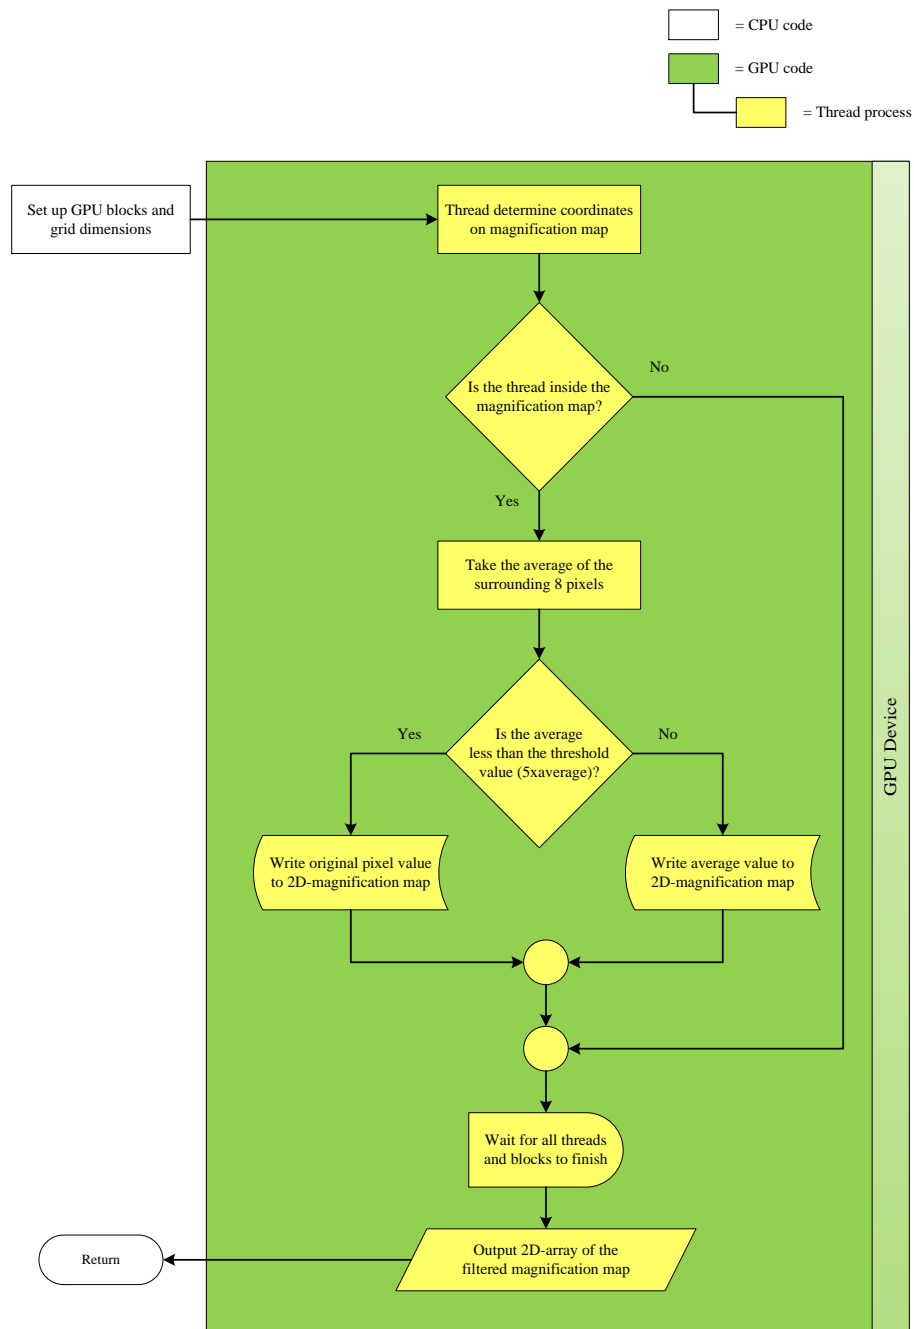 = CPU code
= GPU code
= Thread process
Set up GPU blocks and
grid dimensions
Thread determine coordinates
on magnification map
No
Is the thread inside the
magnification map?
Yes
Take the average of the
surrounding 8 pixels
GPU Device
Yes
Is the average
less than the threshold
value (5xaverage)?
No
Write original pixel value
to 2D-magnification map
Write average value to
2D-magnification map
Wait for all threads
and blocks to finish
Output 2D-array of the
filtered magnification map
Return